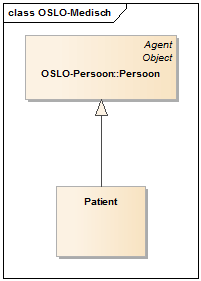 class OSLO-Medisch
Agent
Object
OSLO-Persoon::Persoon
Patient